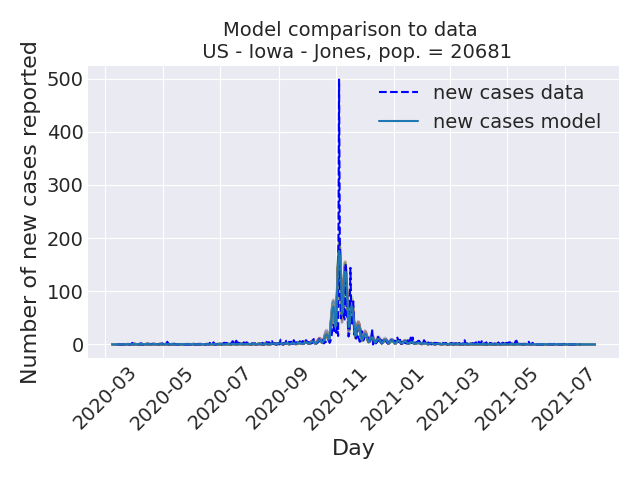 Model comparison to data
US - Iowa - Jones, pop. = 20681
Number of new cases reported
500
400
300
200
100
0
new cases data
new cases model
2020-03
2020-05
2020-07
2020-09
2020-11
2021-01
2021-03
2021-05
2021-07
Day